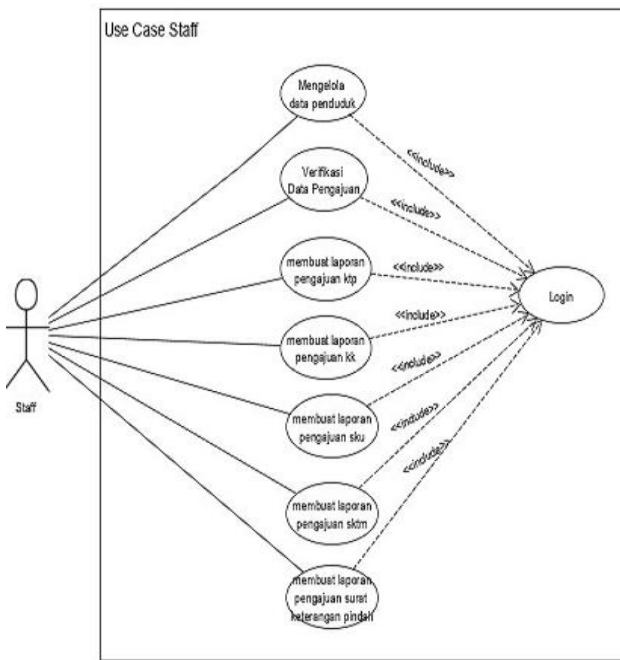 Use Case Staff
Mengelola
data penduduk
<<include>>
Verifikasi
Data Pengajuan
<<include>>
membuat laporan
pengajuan ktp
<<include>>
Login
<<include>>
membuat laporan
pengajuan kk
<<include>>
Staff
membuat laporan
pengajuan sku
<<include>>
<<include>>
membuat laporan
pengajuan sktm
membuat laporan
pengajuan surat
keterangan pindah